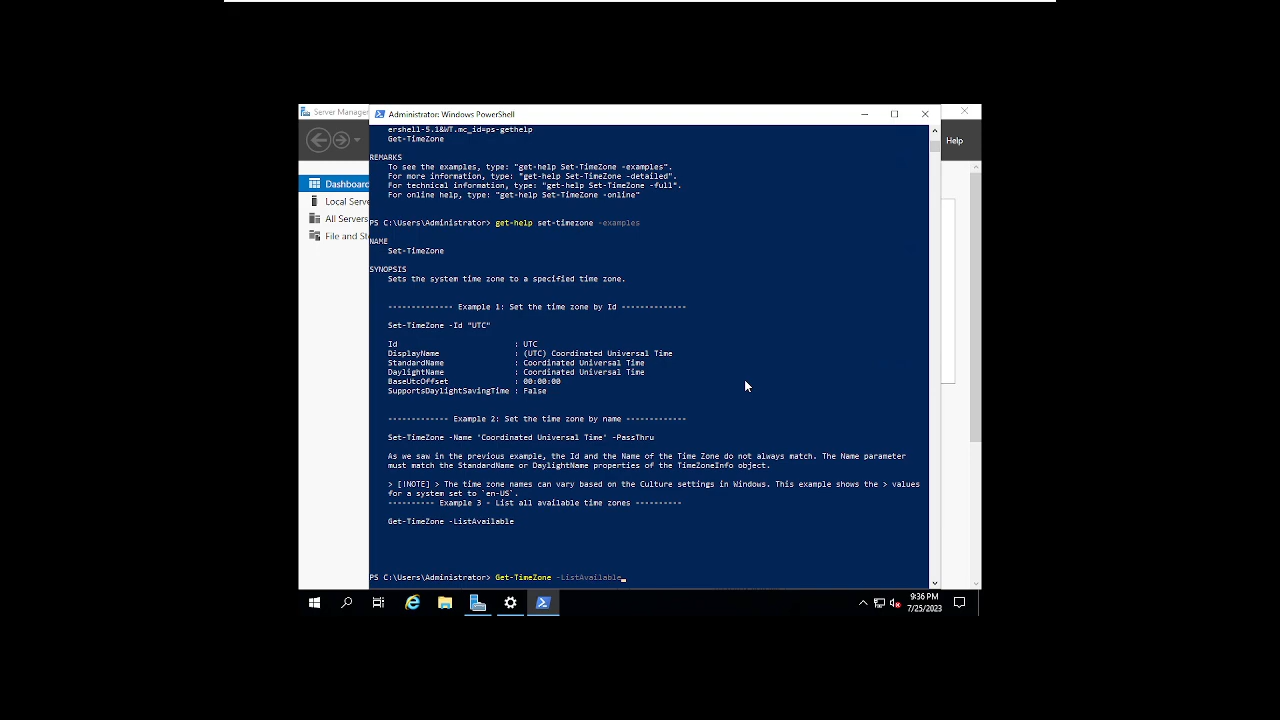 Server Manager
Administrator: Windows PowerShell
Help
Dashboard
Local Serve
All Servers
File and Sto
ershell-5.1&WT.mc_id=ps-gethelp
Get-TimeZone
REMARKS
To see the examples, type: "get-help Set-TimeZone -examples".
For more information, type: "get-help Set-TimeZone -detailed".
For technical information, type: "get-help Set-TimeZone -full".
For online help, type: "get-help Set-TimeZone -online"
PS C:\Users\Administrator> get-help set-timezone -examples
NAME
Set-TimeZone
SYNOPSIS
Sets the system time zone to a specified time zone.
-------------- Example 1: Set the time zone by Id --------------
Set-TimeZone -Id "UTC"
Id : UTC
DisplayName : (UTC) Coordinated Universal Time
StandardName : Coordinated Universal Time
DaylightName : Coordinated Universal Time
BaseUtcOffset : 00:00:00
SupportsDaylightSavingTime : False
------------- Example 2: Set the time zone by name -------------
Set-TimeZone -Name 'Coordinated Universal Time' -PassThru
As we saw in the previous example, the Id and the Name of the Time Zone do not always match. The Name parameter
must match the StandardName or DaylightName properties of the TimeZoneInfo object.
> [!NOTE] > The time zone names can vary based on the Culture settings in Windows. This example shows the > values
for a system set to `en-US`.
---------- Example 3 - List all available time zones ----------
Get-TimeZone -ListAvailable
PS C:\Users\Administrator> Get-TimeZone -ListAvailable
9:36 PM
7/25/2023